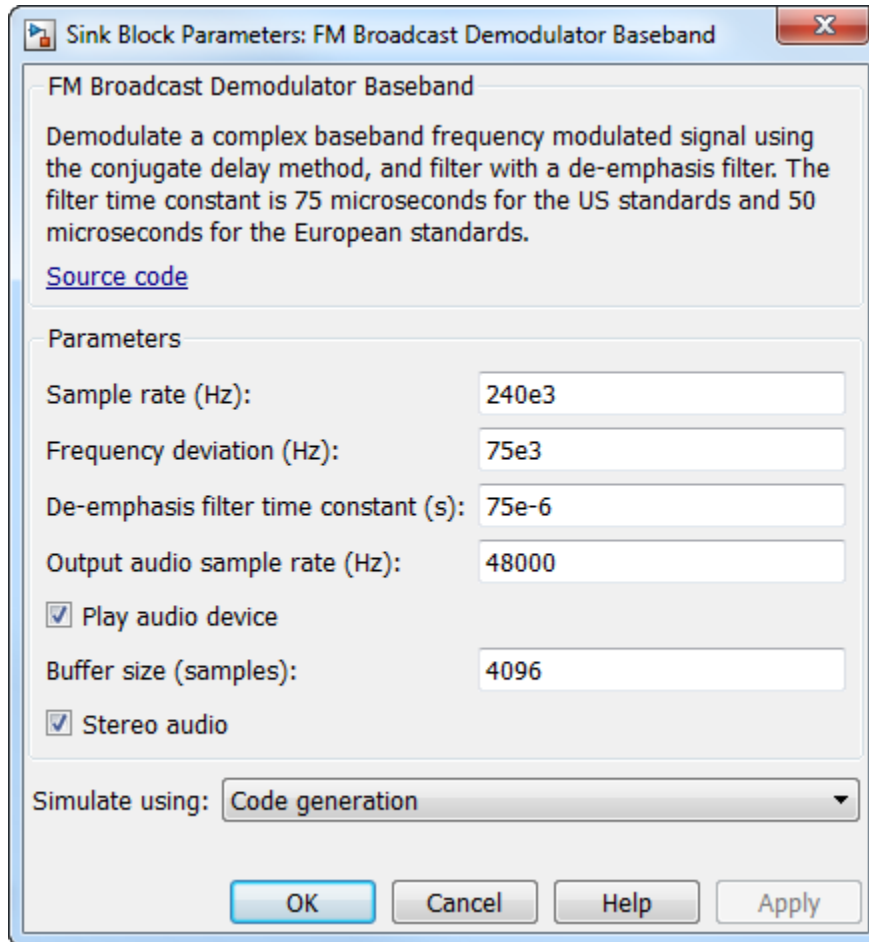 Sink Block Parameters: FM Broadcast Demodulator Baseband
FM Broadcast Demodulator Baseband
Demodulate a complex baseband frequency modulated signal using
the conjugate delay method, and filter with a de-emphasis filter. The
filter time constant is 75 microseconds for the US standards and 50
microseconds for the European standards.
Source code
Parameters
Sample rate (Hz): 240e3
Frequency deviation (Hz): 75e3
De-emphasis filter time constant (s): 75e-6
Output audio sample rate (Hz): 48000
Play audio device
Buffer size (samples): 4096
Stereo audio
Simulate using: Code generation
OK Cancel Help Apply